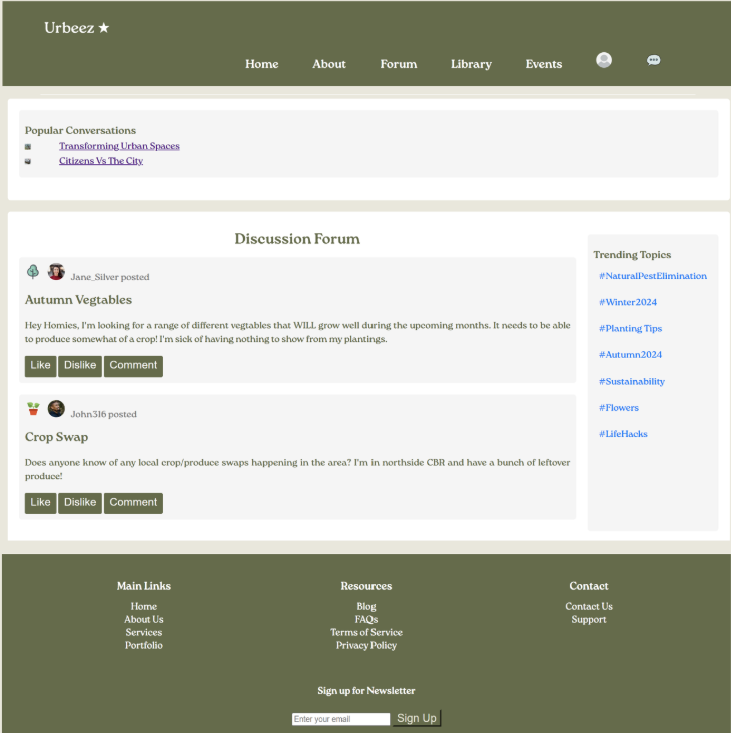 Urbeez ★
Home About Forum Library Events
Popular Conversations
Transforming Urban Spaces
Citizens Vs The City
Discussion Forum
Jane_Silver posted
Autumn Vegtables
Hey Homies, I'm looking for a range of different vegtables that WILL grow well during the upcoming months. It needs to be able
to produce somewhat of a crop! I'm sick of having nothing to show from my plantings.
Like Dislike Comment
John316 posted
Crop Swap
Does anyone know of any local crop/produce swaps happening in the area? I'm in northside CBR and have a bunch of leftover
produce!
Like Dislike Comment
Trending Topics
#NaturalPestElimination
#Winter2024
#Planting Tips
#Autumn2024
#Sustainability
#Flowers
#LifeHacks
Main Links
Home
About Us
Services
Portfolio
Resources
Blog
FAQs
Terms of Service
Privacy Policy
Contact
Contact Us
Support
Sign up for Newsletter
Enter your email Sign Up